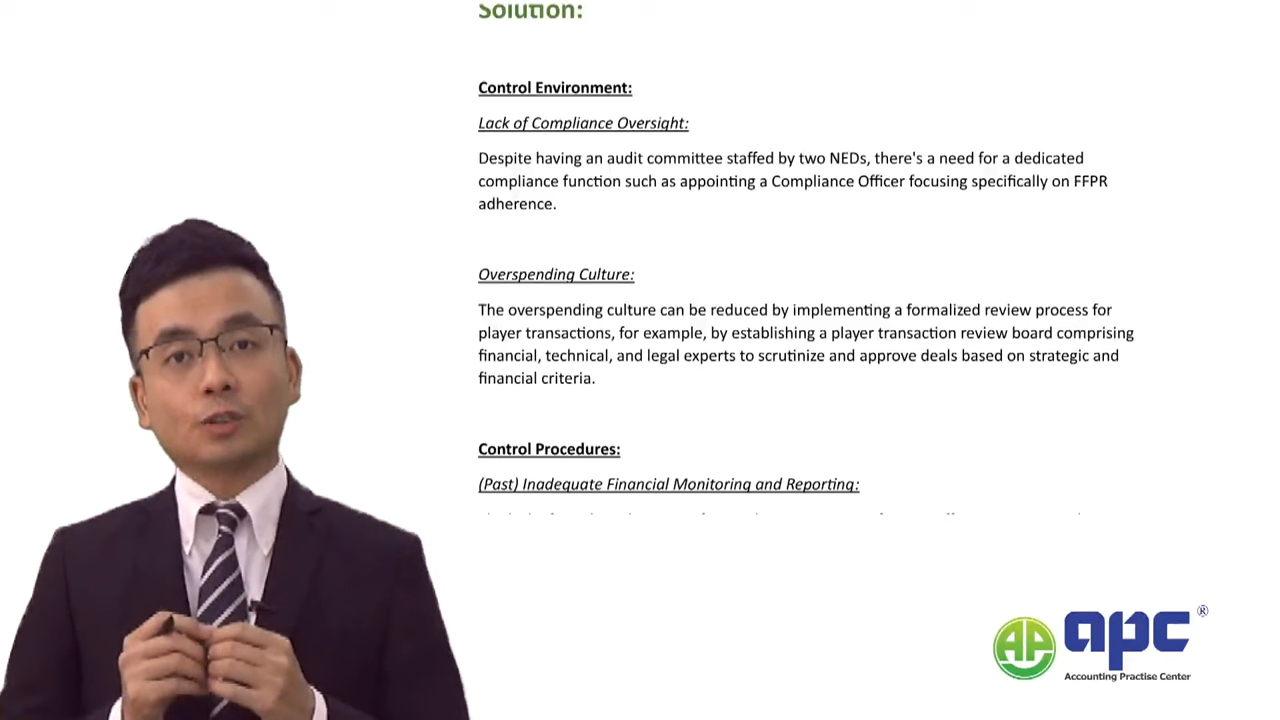 Solution:
Control Environment:
Lack of Compliance Oversight:
Despite having an audit committee staffed by two NEDs, there's a need for a dedicated
compliance function such as appointing a Compliance Officer focusing specifically on FFPR
adherence.
Overspending Culture:
The overspending culture can be reduced by implementing a formalized review process for
player transactions, for example, by establishing a player transaction review board comprising
financial, technical, and legal experts to scrutinize and approve deals based on strategic and
financial criteria.
Control Procedures:
(Past) Inadequate Financial Monitoring and Reporting:
AP apc ®
Accounting Practise Center